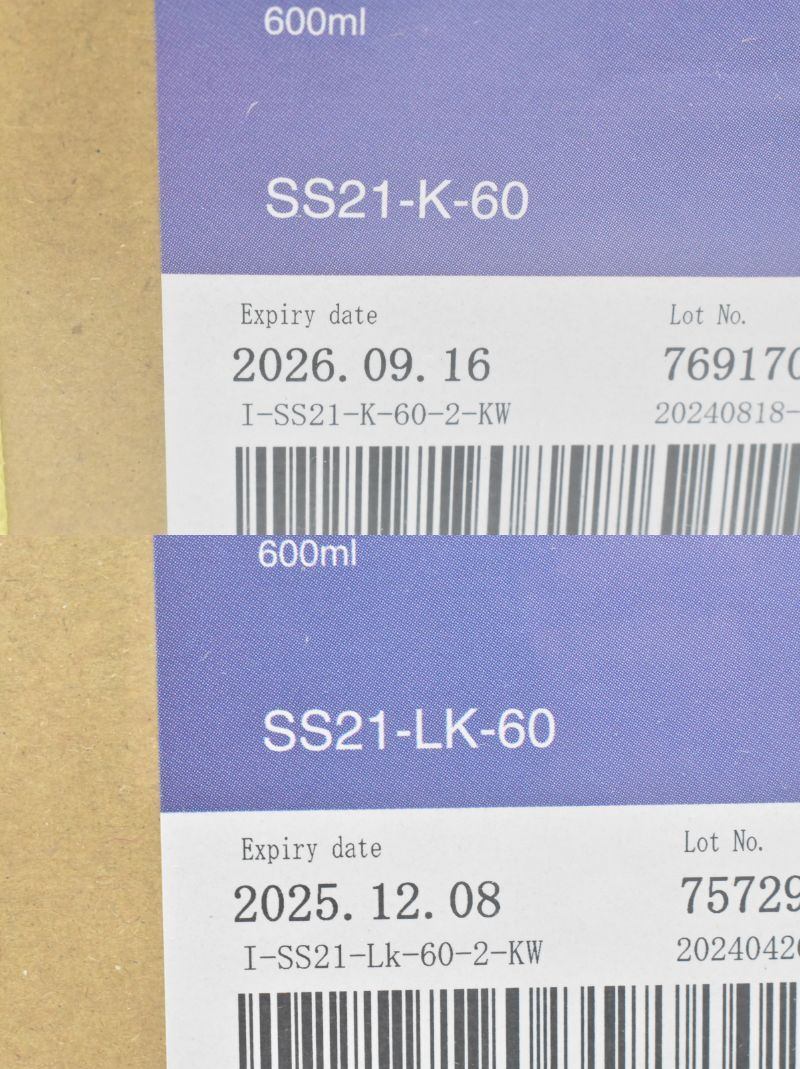 600ml
SS21-K-60
Expiry date Lot No.
2026.09.16 769170
I-SS21-K-60-2-KW 20240818-
600ml
SS21-LK-60
Expiry date Lot No.
2025.12.08 75729
I-SS21-Lk-60-2-KW 2024042